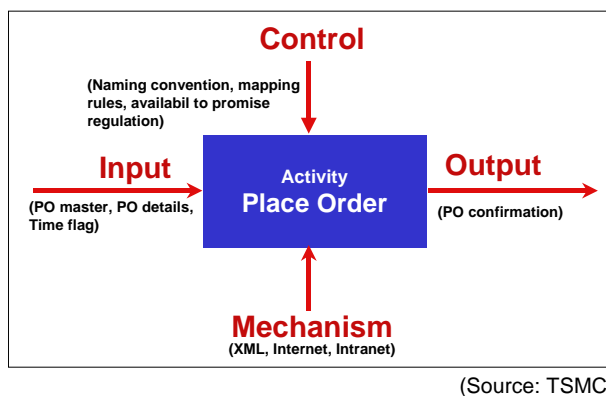 Control
(Naming convention, mapping
rules, availabil to promise
regulation)
Input
(PO master, PO details,
Time flag)
Activity
Place Order
Output
(PO confirmation)
Mechanism
(XML, Internet, Intranet)
(Source: TSMC